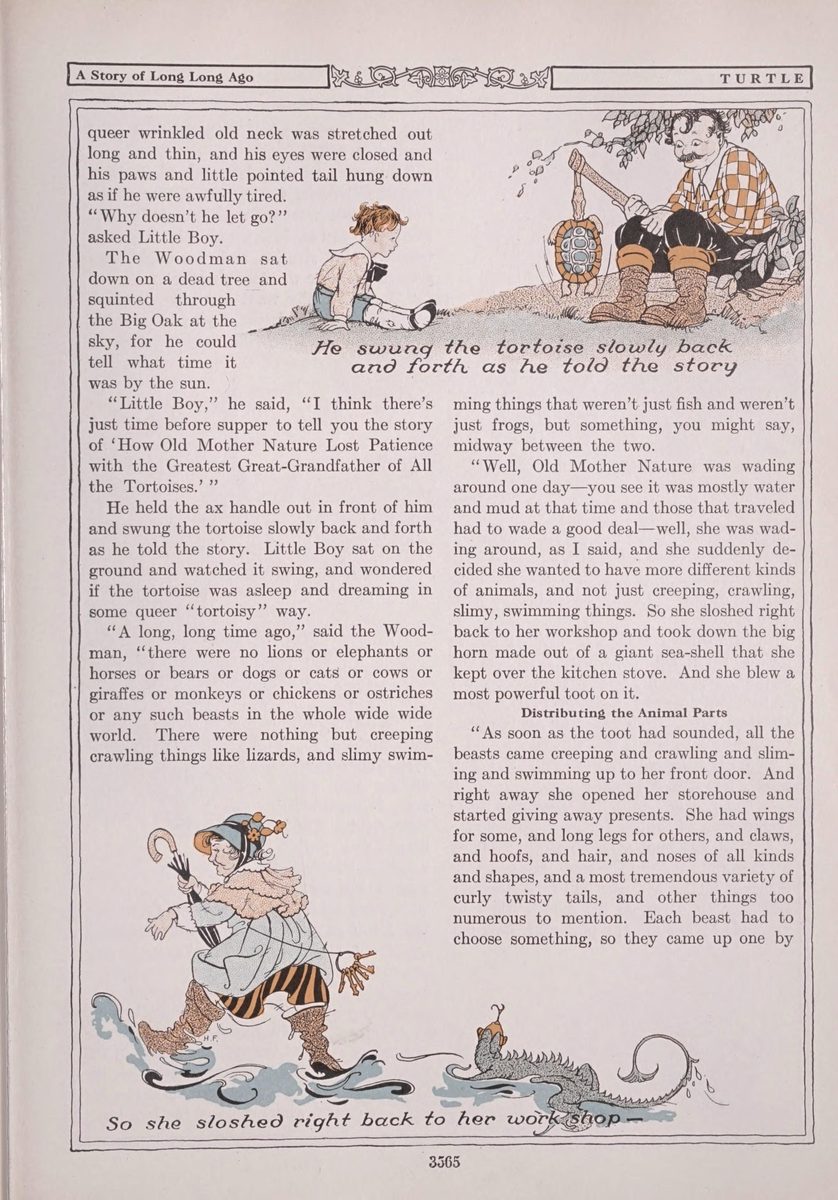 A Story of Long Long Ago
TURTLE
queer wrinkled old neck was stretched out
long and thin, and his eyes were closed and
his paws and little pointed tail hung down
as if he were awfully tired.
"Why doesn't he let go?"
asked Little Boy.
The Woodman sat
down on a dead tree and
squinted through
the Big Oak at the
sky, for he could
tell what time it
was by the sun.
"Little Boy," he said, "I think there's
just time before supper to tell you the story
of 'How Old Mother Nature Lost Patience
with the Greatest Great-Grandfather of All
the Tortoises.' "
He held the ax handle out in front of him
and swung the tortoise slowly back and forth
as he told the story. Little Boy sat on the
ground and watched it swing, and wondered
if the tortoise was asleep and dreaming in
some queer "tortoisy" way.
"A long, long time ago," said the Wood-
man, "there were no lions or elephants or
horses or bears or dogs or cats or cows or
giraffes or monkeys or chickens or ostriches
or any such beasts in the whole wide wide
world. There were nothing but creeping
crawling things like lizards, and slimy swim-
He swung the tortoise slowly back
and forth as he told the story
ming things that weren't just fish and weren't
just frogs, but something, you might say,
midway between the two.
"Well, Old Mother Nature was wading
around one day—you see it was mostly water
and mud at that time and those that traveled
had to wade a good deal—well, she was wad-
ing around, as I said, and she suddenly de-
cided she wanted to have more different kinds
of animals, and not just creeping, crawling,
slimy, swimming things. So she sloshed right
back to her workshop and took down the big
horn made out of a giant sea-shell that she
kept over the kitchen stove. And she blew a
most powerful toot on it.
Distributing the Animal Parts
"As soon as the toot had sounded, all the
beasts came creeping and crawling and slim-
ing and swimming up to her front door. And
right away she opened her storehouse and
started giving away presents. She had wings
for some, and long legs for others, and claws,
and hoofs, and hair, and noses of all kinds
and shapes, and a most tremendous variety of
curly twisty tails, and other things too
numerous to mention. Each beast had to
choose something, so they came up one by
H.F.
So she sloshed right back to her work shop—
3565